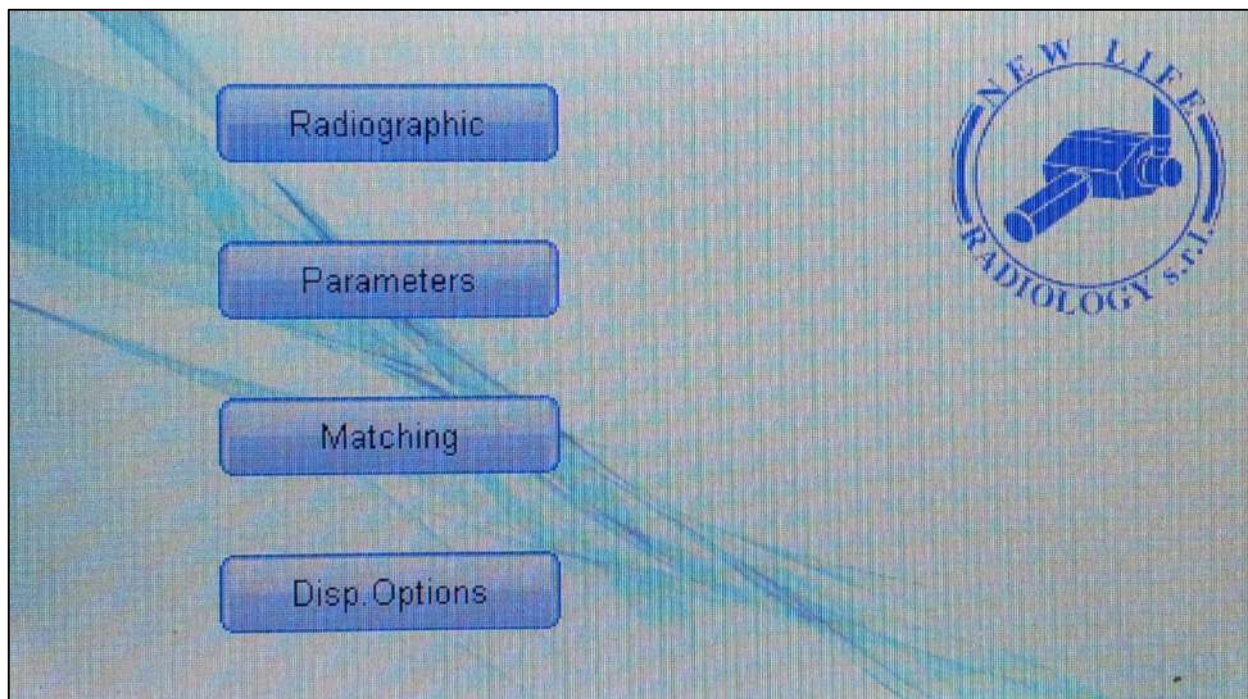 Radiographic
Parameters
Matching
Disp.Options
NEW LIFE
RADIOLOGY s.r.l.